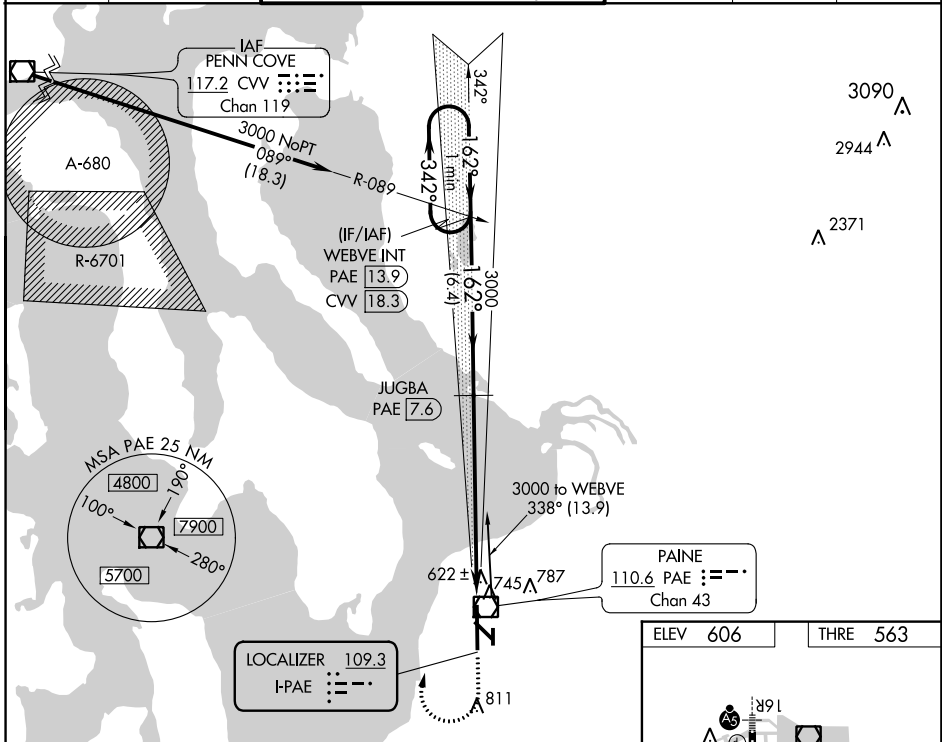 IAF
PENN COVE
117.2 CVV
Chan 119
3000 NoPT
089°
(18.3)
R-089
A-680
R-6701
342°
162°
1 min
342°
(IF/IAF)
WEBVE INT
PAE 13.9
CVV 18.3
3000
162°
(6.4)
3090
2944
2371
JUGBA
PAE 7.6
MSA PAE 25 NM
4800
190°
100°
7900
280°
5700
3000 to WEBVE
338° (13.9)
622 ±
745
787
PAINE
110.6 PAE
Chan 43
LOCALIZER 109.3
I-PAE
811
ELEV 606
THRE 563
16R
A5